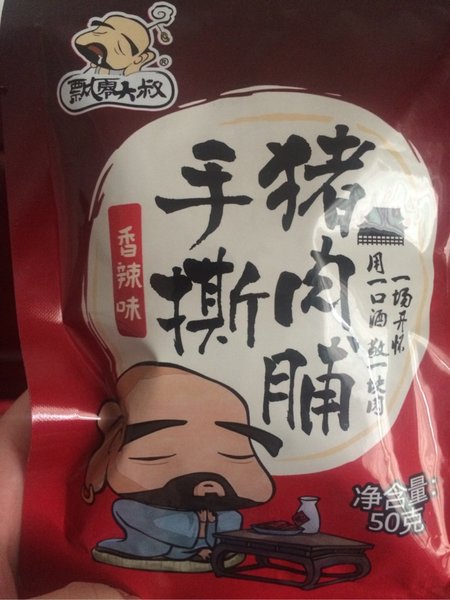 飘零大叔
®
手撕
猪肉脯
香辣味
一场开怀
用一口酒敬一块肉
净含量:
50克